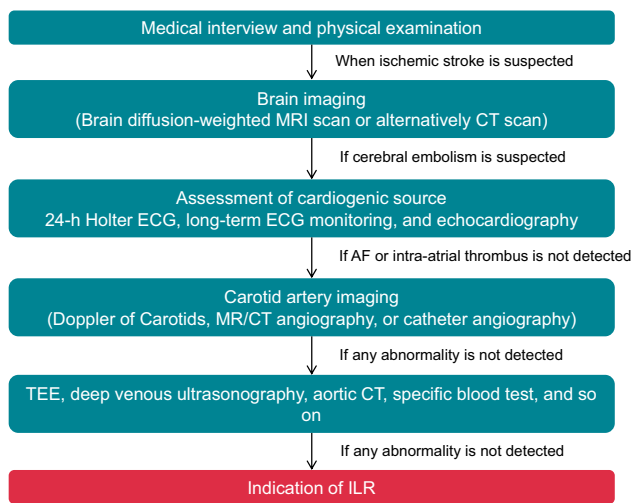 Medical interview and physical examination
When ischemic stroke is suspected
Brain imaging
(Brain diffusion-weighted MRI scan or alternatively CT scan)
If cerebral embolism is suspected
Assessment of cardiogenic source
24-h Holter ECG, long-term ECG monitoring, and echocardiography
If AF or intra-atrial thrombus is not detected
Carotid artery imaging
(Doppler of Carotids, MR/CT angiography, or catheter angiography)
If any abnormality is not detected
TEE, deep venous ultrasonography, aortic CT, specific blood test, and so
on
If any abnormality is not detected
Indication of ILR